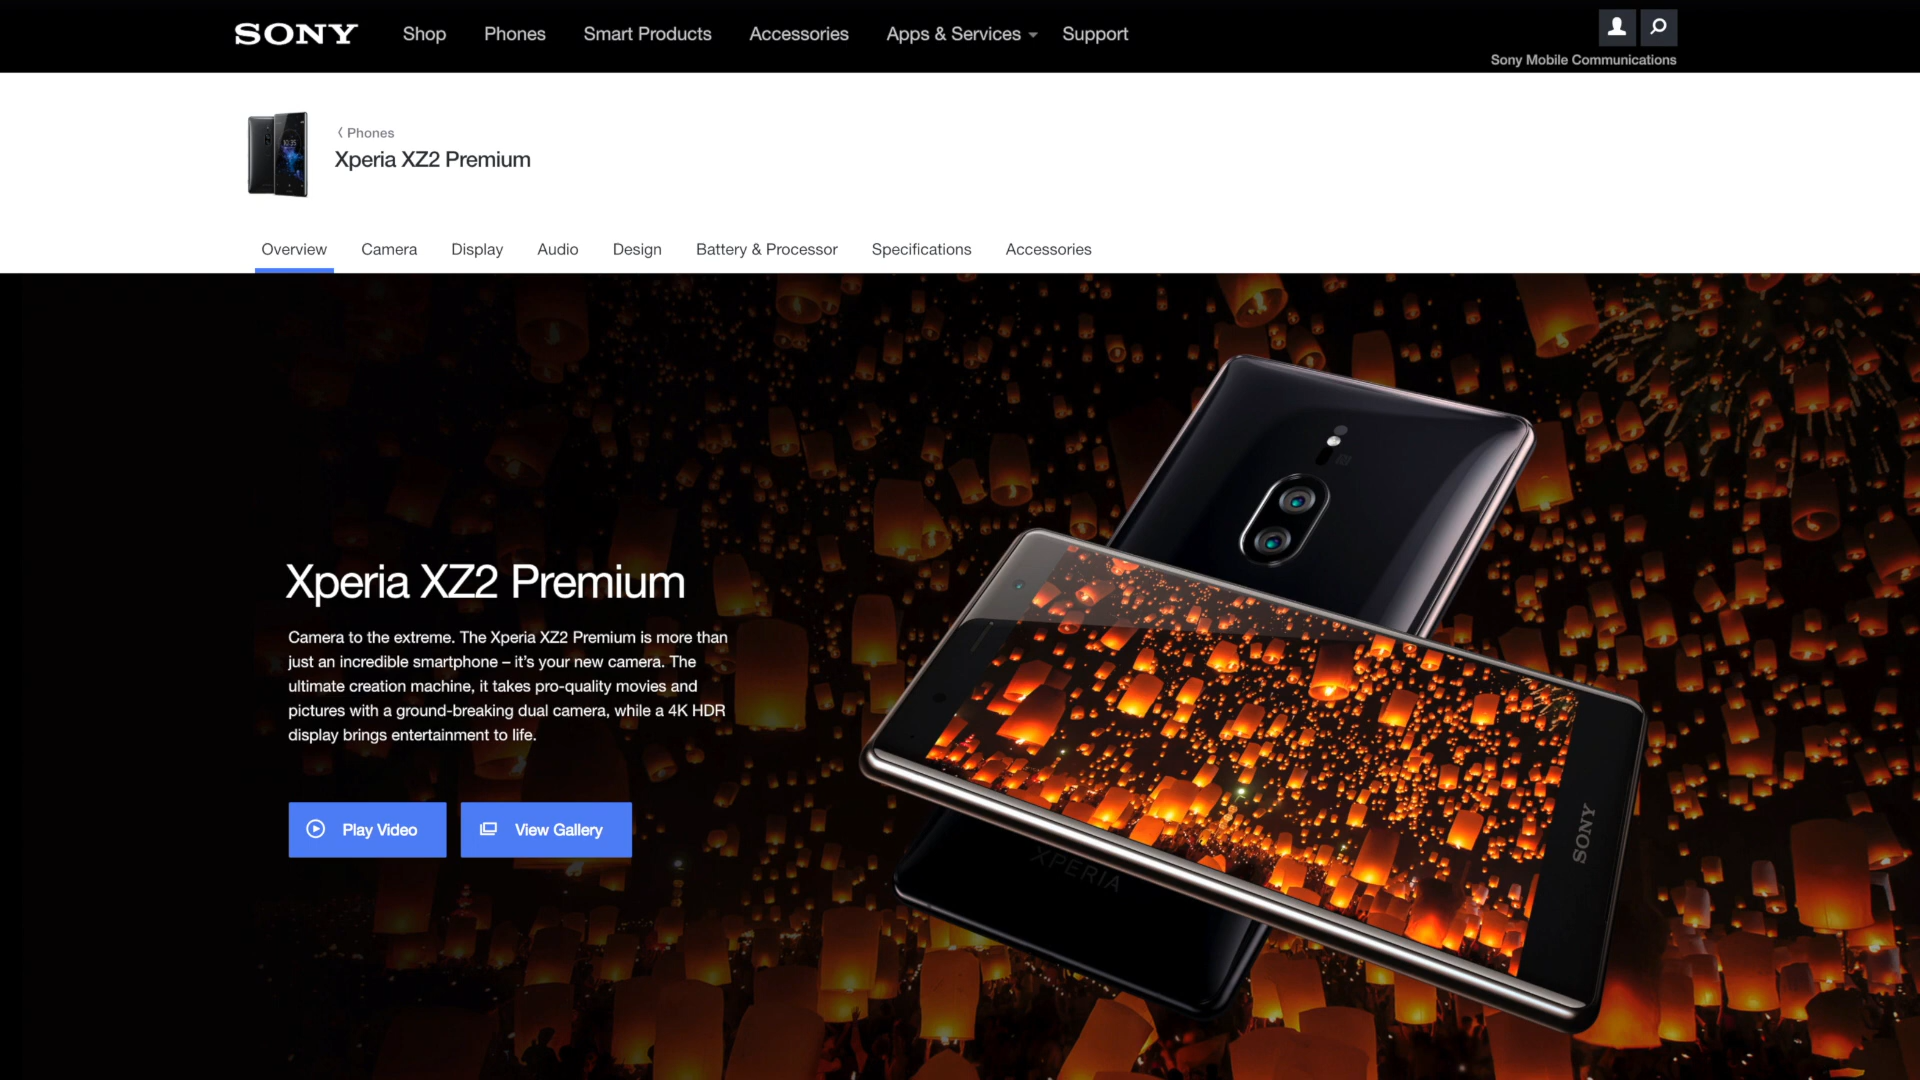 SONY
Shop
Phones
Smart Products
Accessories
Apps & Services
Support
Sony Mobile Communications
Phones
Xperia XZ2 Premium
Overview
Camera
Display
Audio
Design
Battery & Processor
Specifications
Accessories
Xperia XZ2 Premium
Camera to the extreme. The Xperia XZ2 Premium is more than
just an incredible smartphone – it’s your new camera. The
ultimate creation machine, it takes pro-quality movies and
pictures with a ground-breaking dual camera, while a 4K HDR
display brings entertainment to life.
Play Video
View Gallery
XPERIA
SONY